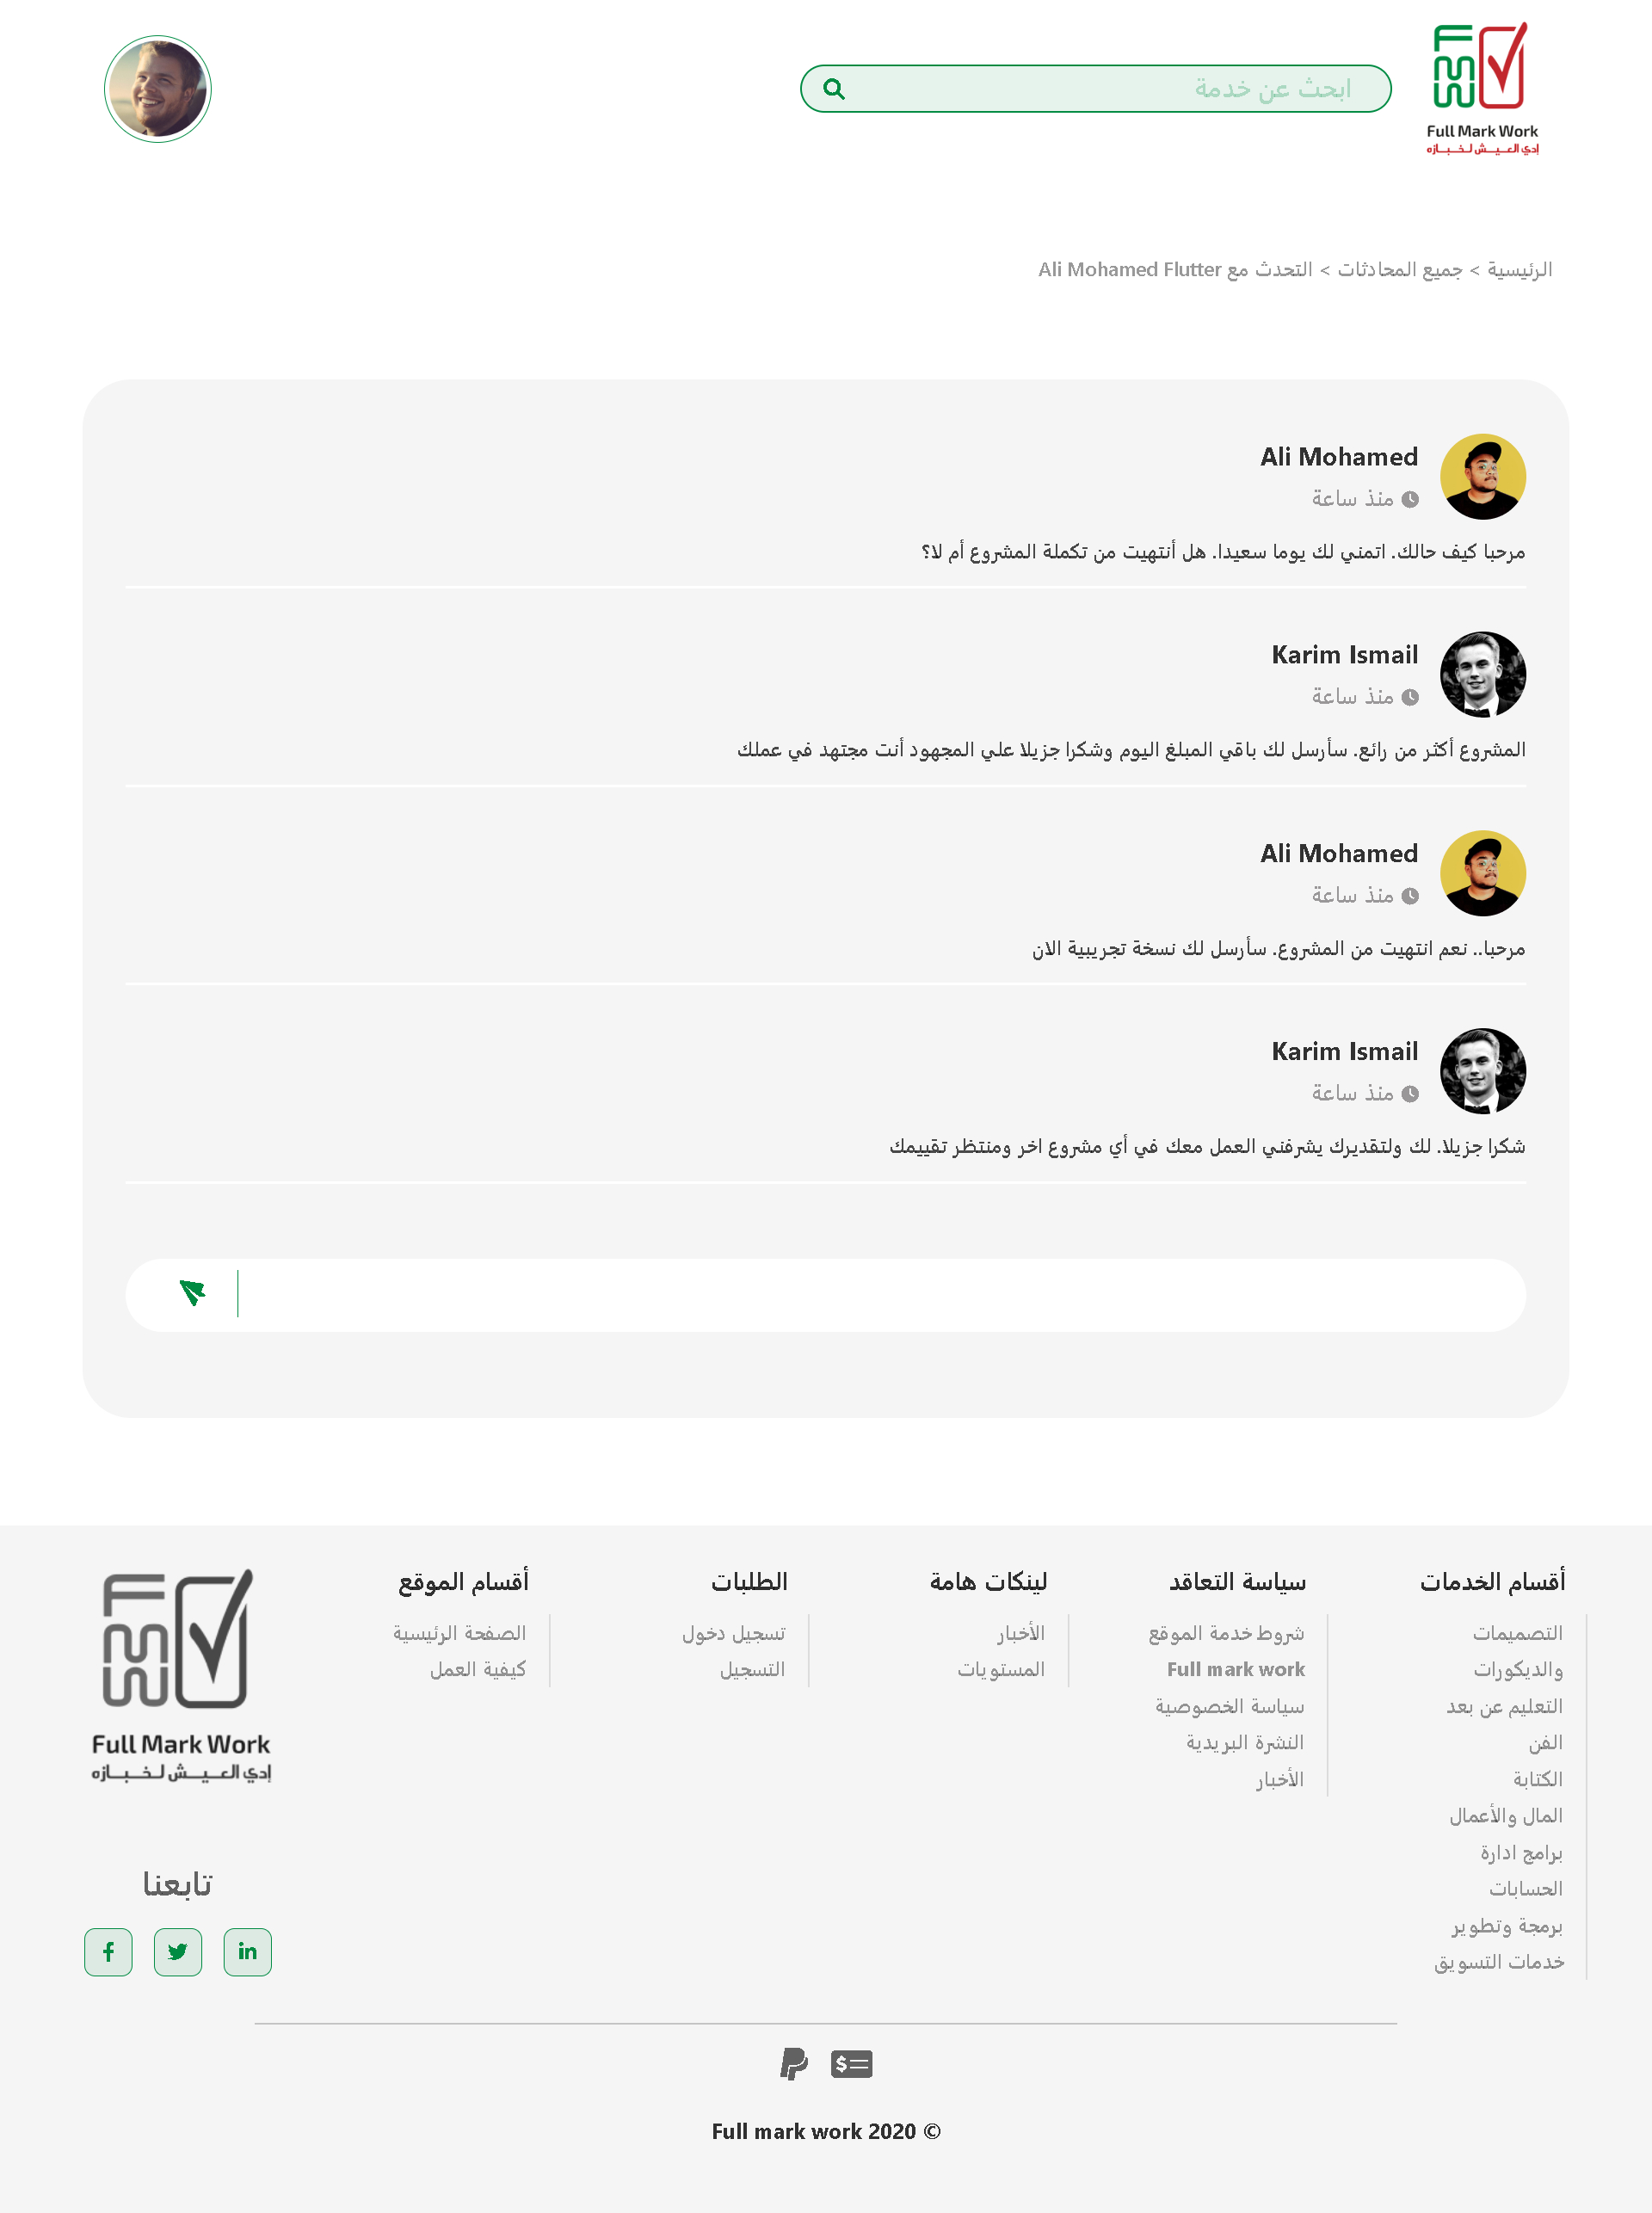 Full Mark Work
إدي العيش لخبازه
ابحث عن خدمة
الرئيسية > جميع المحادثات > التحدث مع Ali Mohamed Flutter
Ali Mohamed
منذ ساعة
مرحبا كيف حالك. اتمني لك يوما سعيدا. هل أنتهيت من تكملة المشروع أم لا؟
Karim Ismail
منذ ساعة
المشروع أكثر من رائع. سأرسل لك باقي المبلغ اليوم وشكرا جزيلا علي المجهود أنت مجتهد في عملك
Ali Mohamed
منذ ساعة
مرحبا.. نعم انتهيت من المشروع. سأرسل لك نسخة تجريبية الان
Karim Ismail
منذ ساعة
شكرا جزيلا. لك ولتقديرك يشرفني العمل معك في أي مشروع اخر ومنتظر تقييمك
أقسام الخدمات
التصميمات
والديكورات
التعليم عن بعد
الفن
الكتابة
المال والأعمال
برامج ادارة
الحسابات
برمجة وتطوير
خدمات التسويق
سياسة التعاقد
شروط خدمة الموقع
Full mark work
سياسة الخصوصية
النشرة البريدية
الأخبار
لينكات هامة
الأخبار
المستويات
الطلبات
تسجيل دخول
التسجيل
أقسام الموقع
الصفحة الرئيسية
كيفية العمل
Full Mark Work
إدي العيش لخبازه
تابعنا
Full mark work 2020 ©